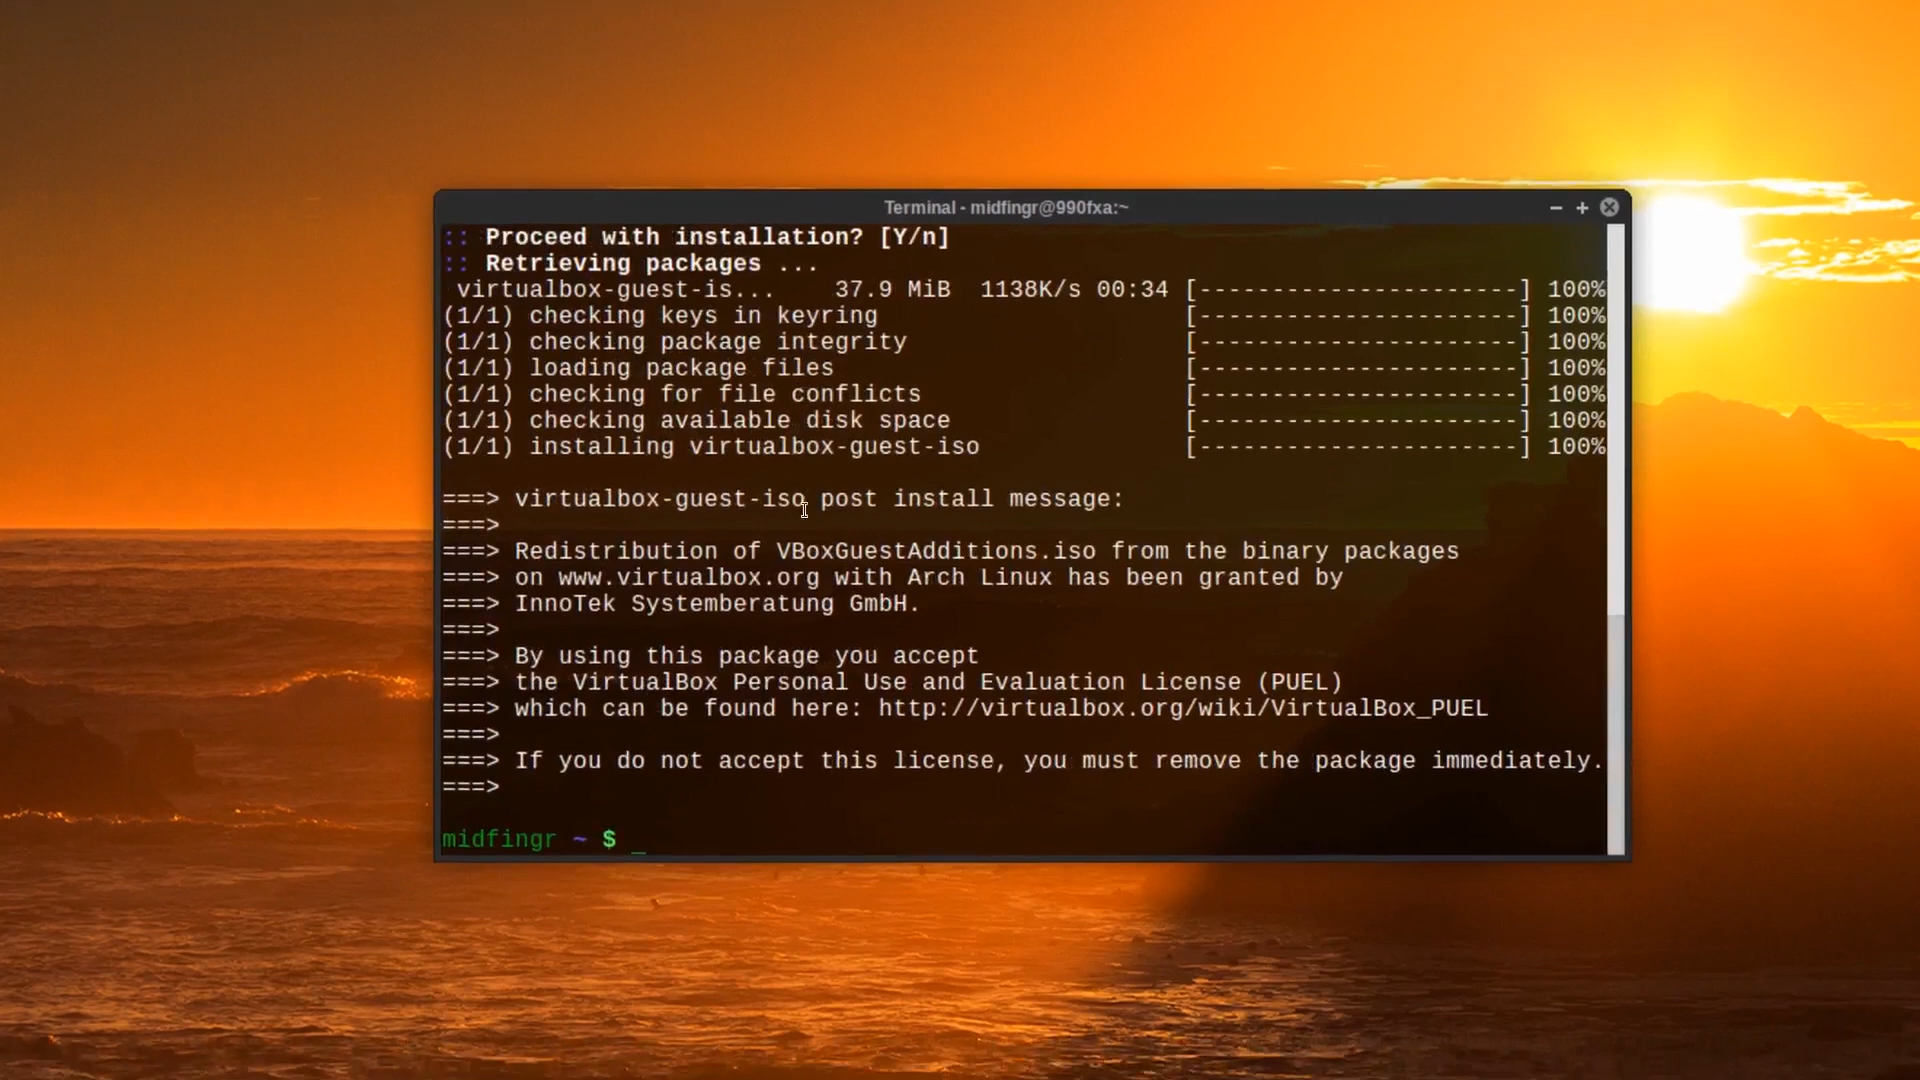 Terminal - midfingr@990fxa:~
:: Proceed with installation? [Y/n]
:: Retrieving packages ...
virtualbox-guest-is... 37.9 MiB 1138K/s 00:34 [----------------------] 100%
(1/1) checking keys in keyring [----------------------] 100%
(1/1) checking package integrity [----------------------] 100%
(1/1) loading package files [----------------------] 100%
(1/1) checking for file conflicts [----------------------] 100%
(1/1) checking available disk space [----------------------] 100%
(1/1) installing virtualbox-guest-iso [----------------------] 100%
===> virtualbox-guest-iso post install message:
===>
===> Redistribution of VBoxGuestAdditions.iso from the binary packages
===> on www.virtualbox.org with Arch Linux has been granted by
===> InnoTek Systemberatung GmbH.
===>
===> By using this package you accept
===> the VirtualBox Personal Use and Evaluation License (PUEL)
===> which can be found here: http://virtualbox.org/wiki/VirtualBox_PUEL
===>
===> If you do not accept this license, you must remove the package immediately.
===>
midfingr ~ $ _